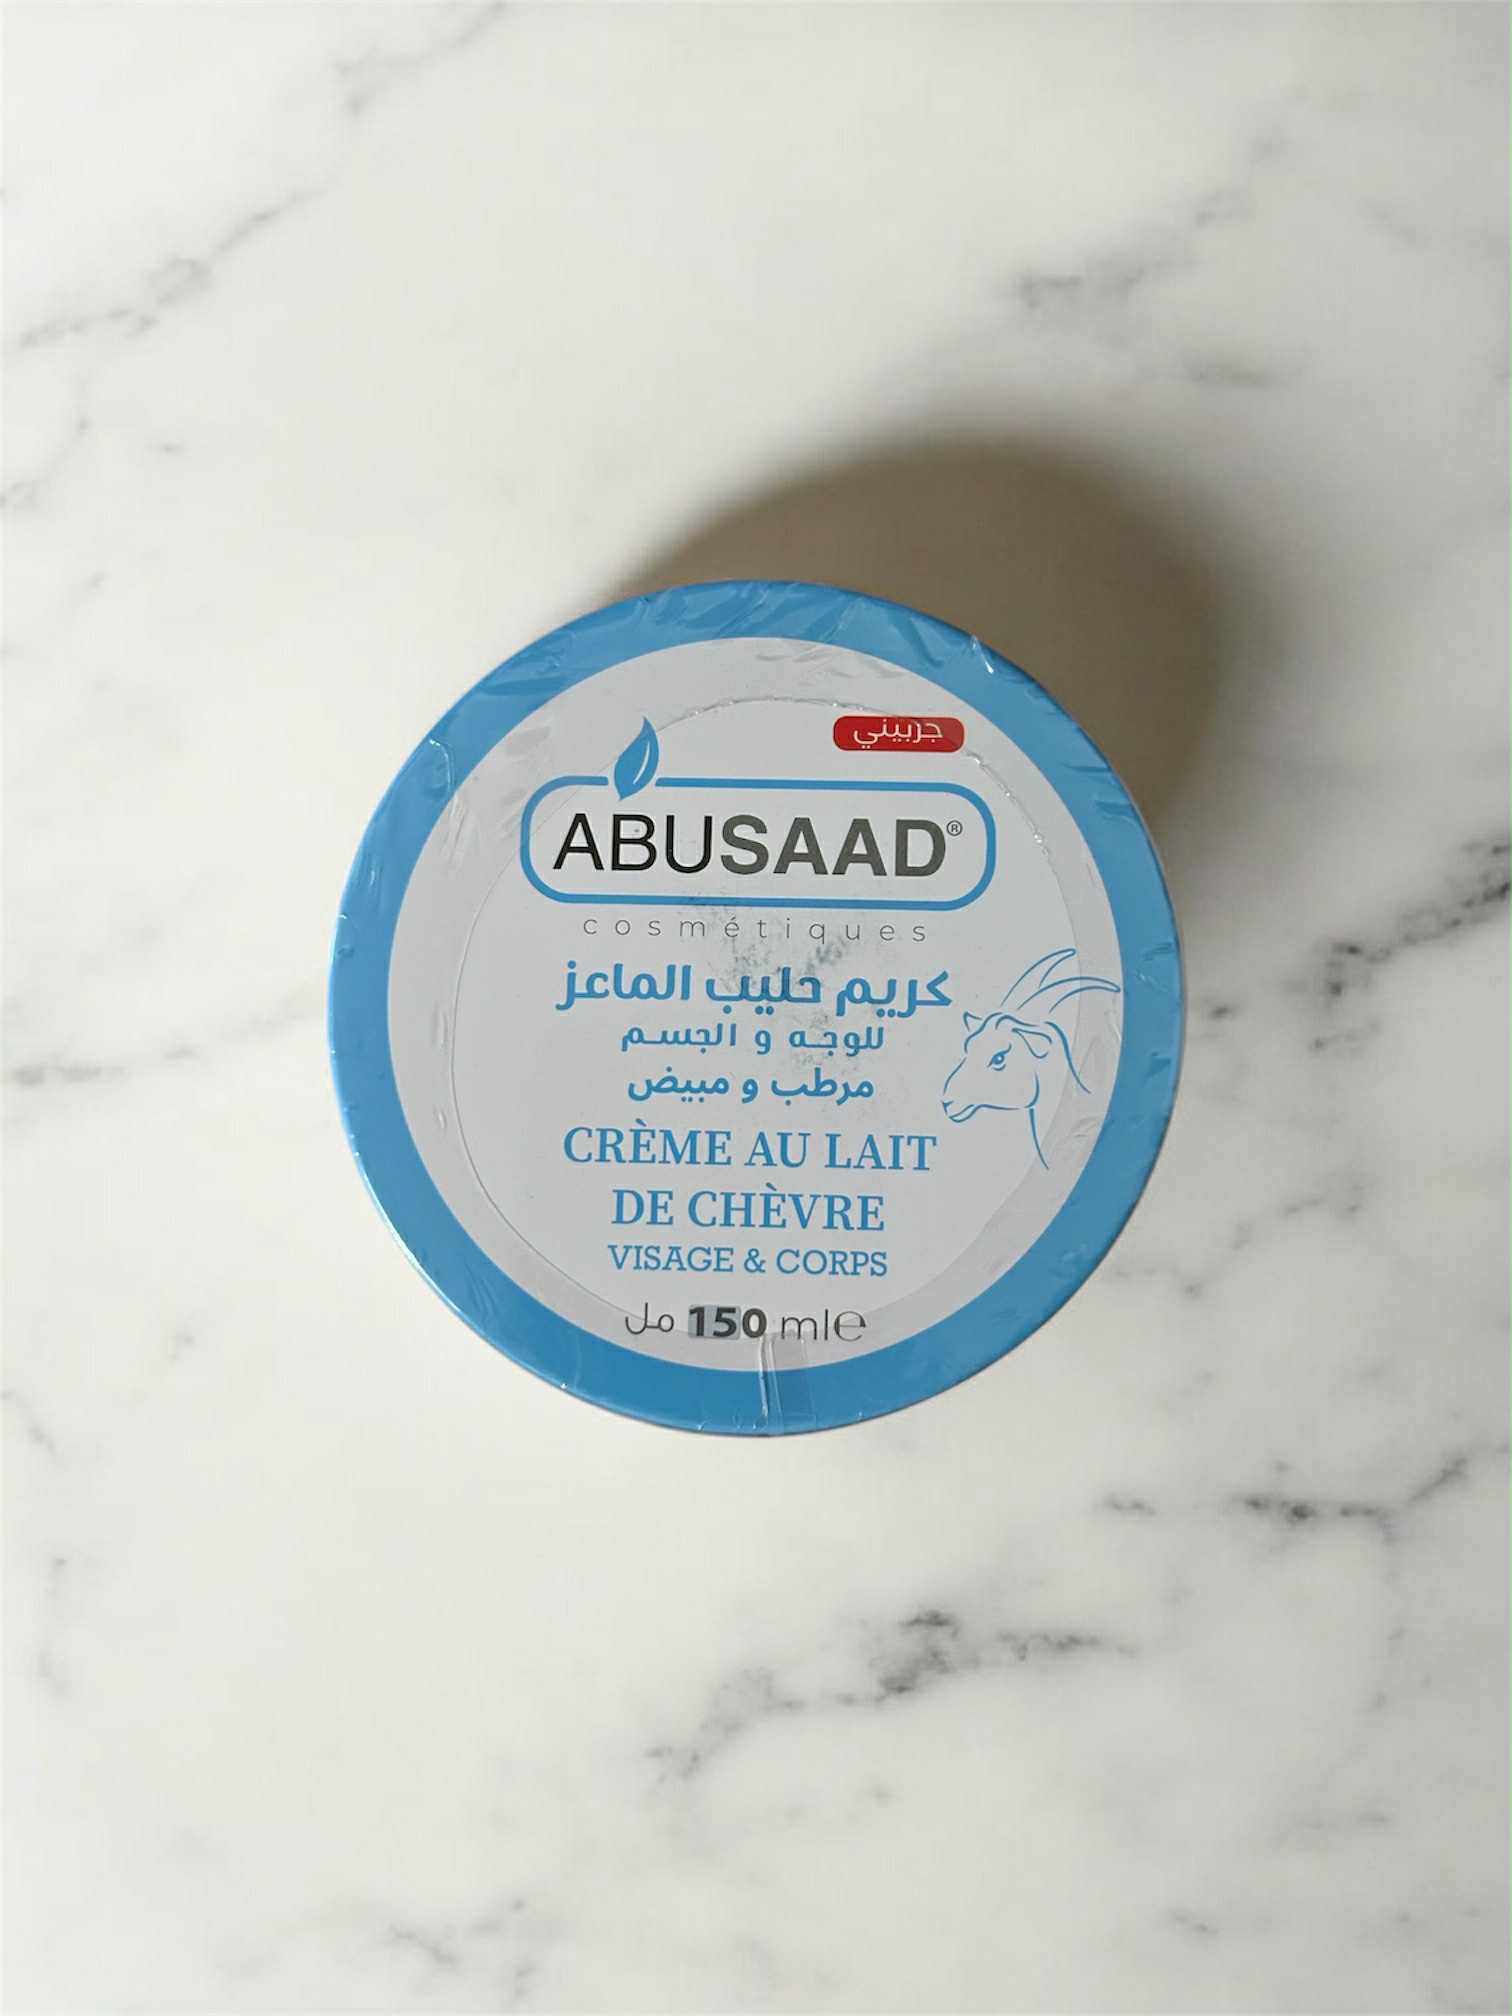 جربيني
ABUSAAD®
cosmétiques
كريم حليب الماعز
للوجه و الجسم
مرطب و مبيض
CRÈME AU LAIT
DE CHÈVRE
VISAGE & CORPS
150 ml℮ مل